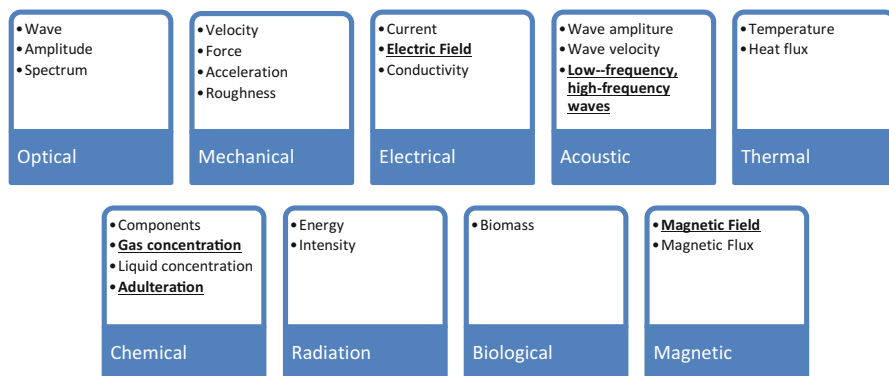 • Wave
• Amplitude
• Spectrum
Optical
• Velocity
• Force
• Acceleration
• Roughness
Mechanical
• Current
• Electric Field
• Conductivity
Electrical
• Wave ampliture
• Wave velocity
• Low--frequency,
high-frequency
waves
Acoustic
• Temperature
• Heat flux
Thermal
• Components
• Gas concentration
• Liquid concentration
• Adulteration
Chemical
• Energy
• Intensity
Radiation
• Biomass
Biological
• Magnetic Field
• Magnetic Flux
Magnetic